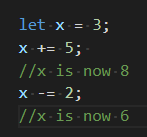 let x = 3;
x += 5;
//x is now 8
x -= 2;
//x is now 6